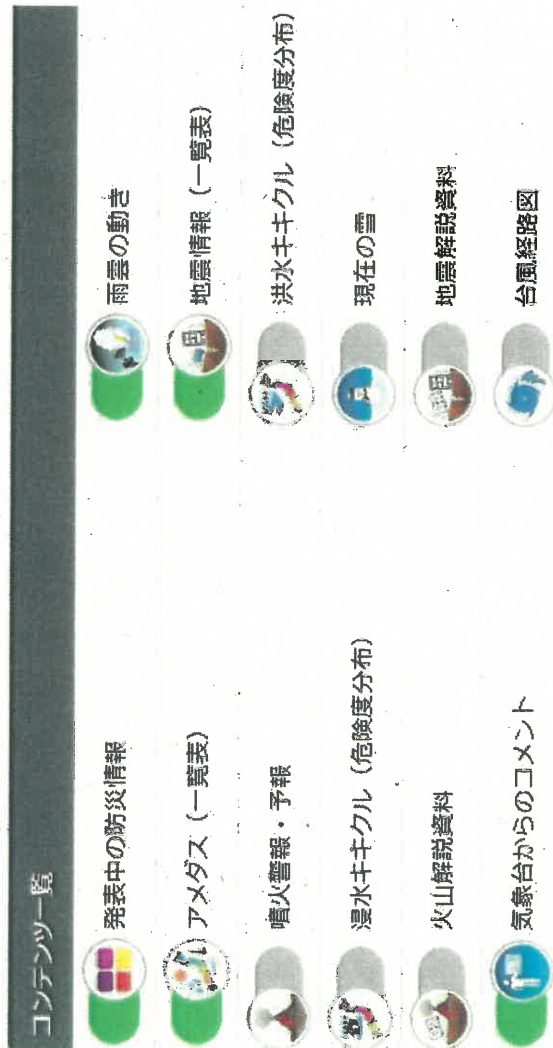 コンテンツ一覧
発表中の防災情報
雨雲の動き
アメダス（一覧表）
地震情報（一覧表）
噴火警報・予報
洪水キキクル（危険度分布）
浸水キキクル（危険度分布）
現在の雪
火山解説資料
地震解説資料
気象台からのコメント
台風経路図